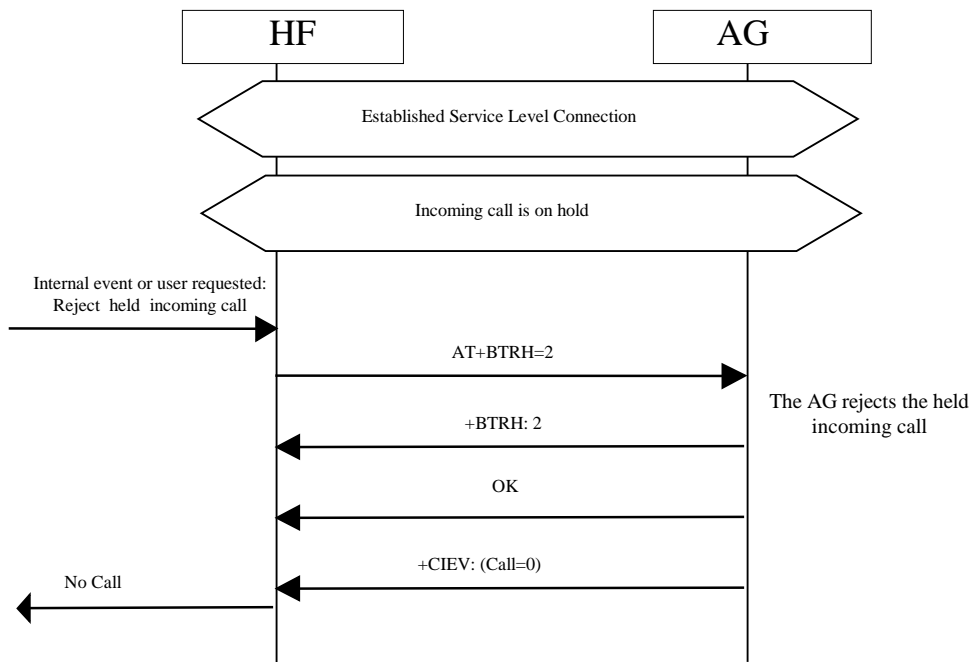 HF
AG
Established Service Level Connection
Incoming call is on hold
Internal event or user requested:
Reject held incoming call
AT+BTRH=2
The AG rejects the held
incoming call
+BTRH: 2
OK
+CIEV: (Call=0)
No Call